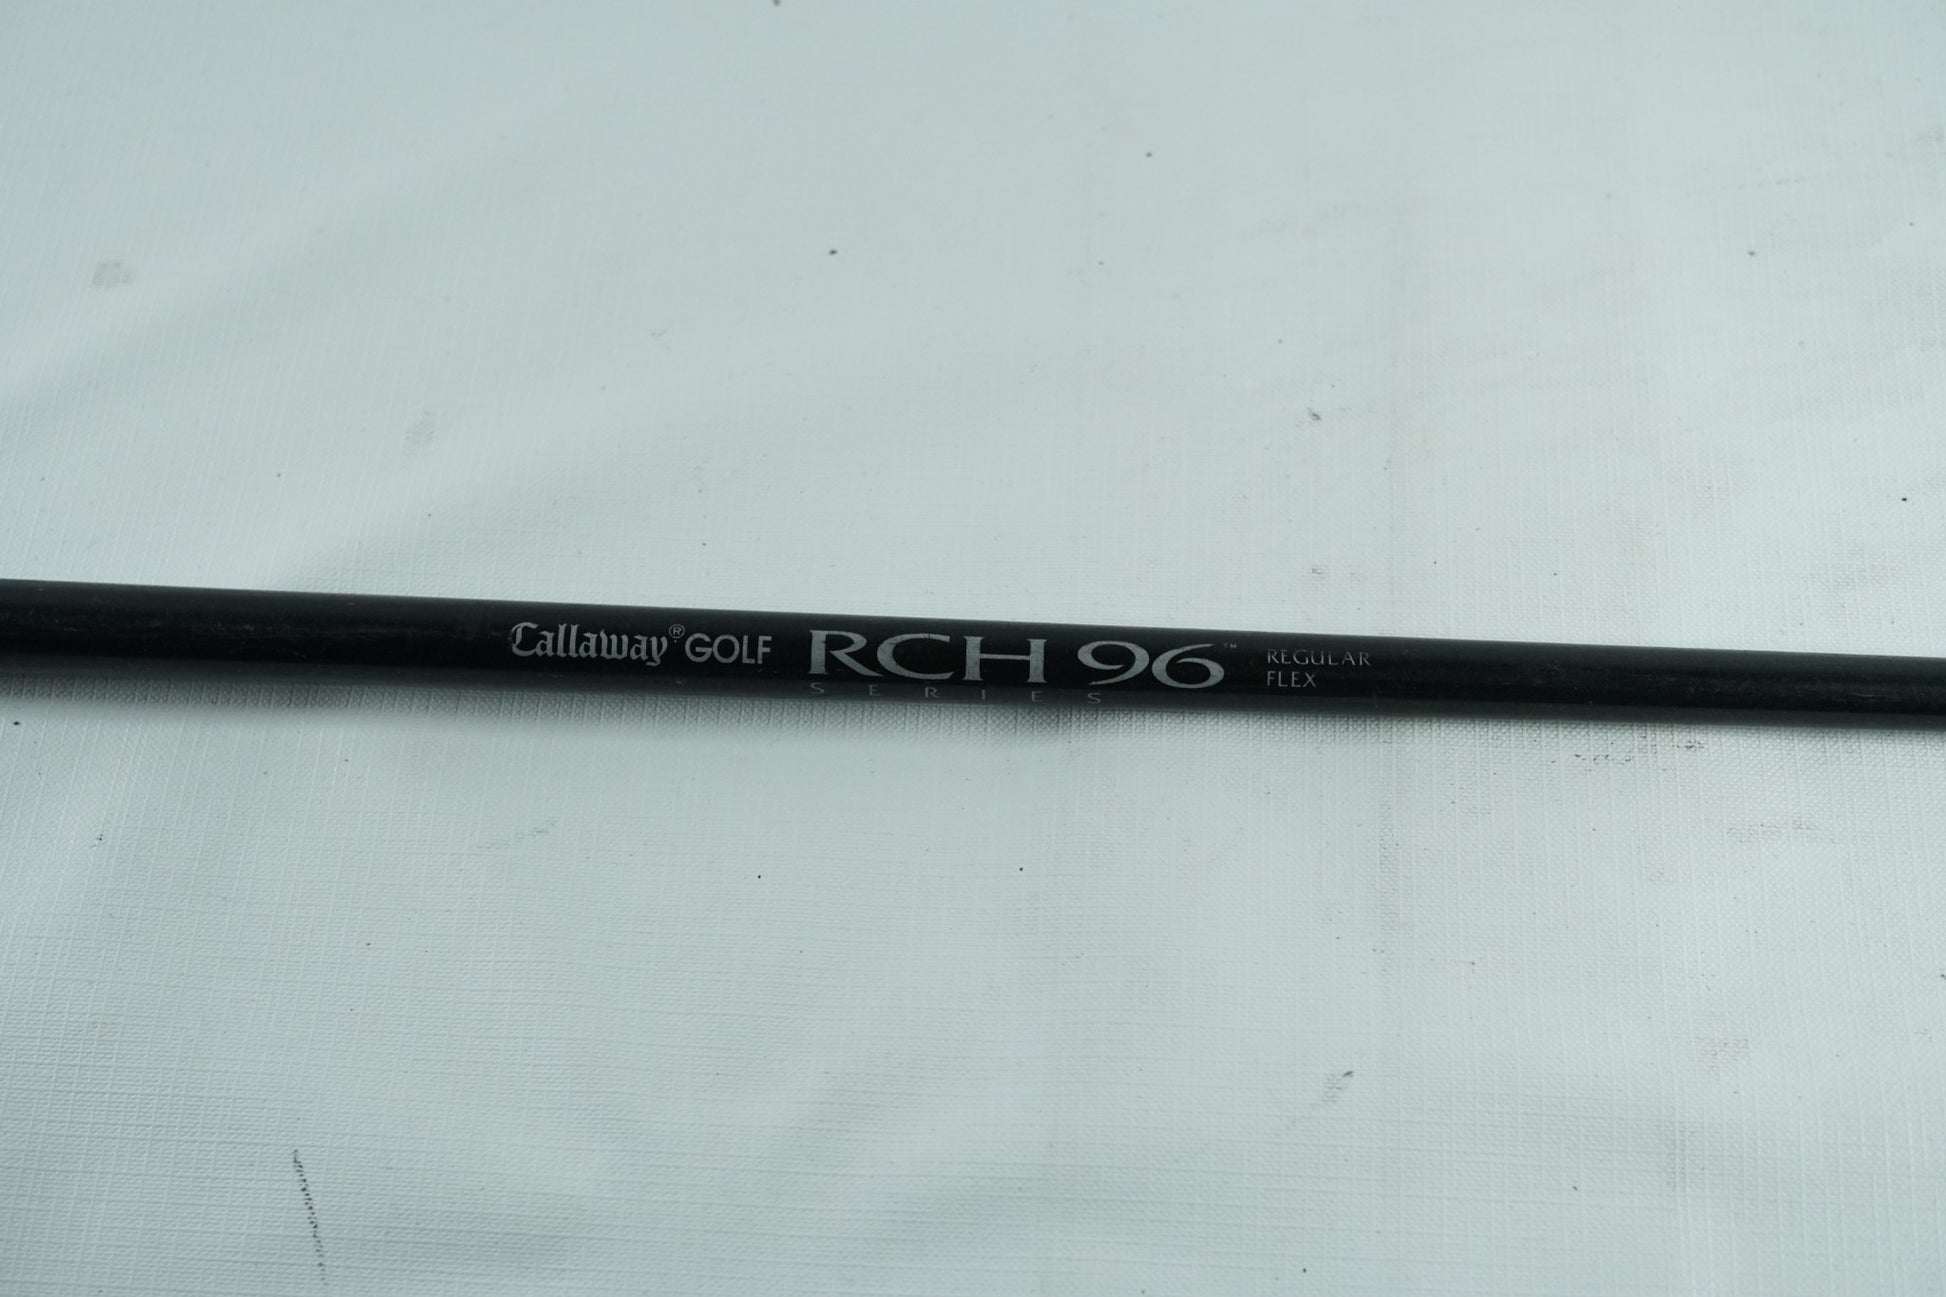 Callaway® GOLF RCH 96™ REGULAR
SERIES FLEX